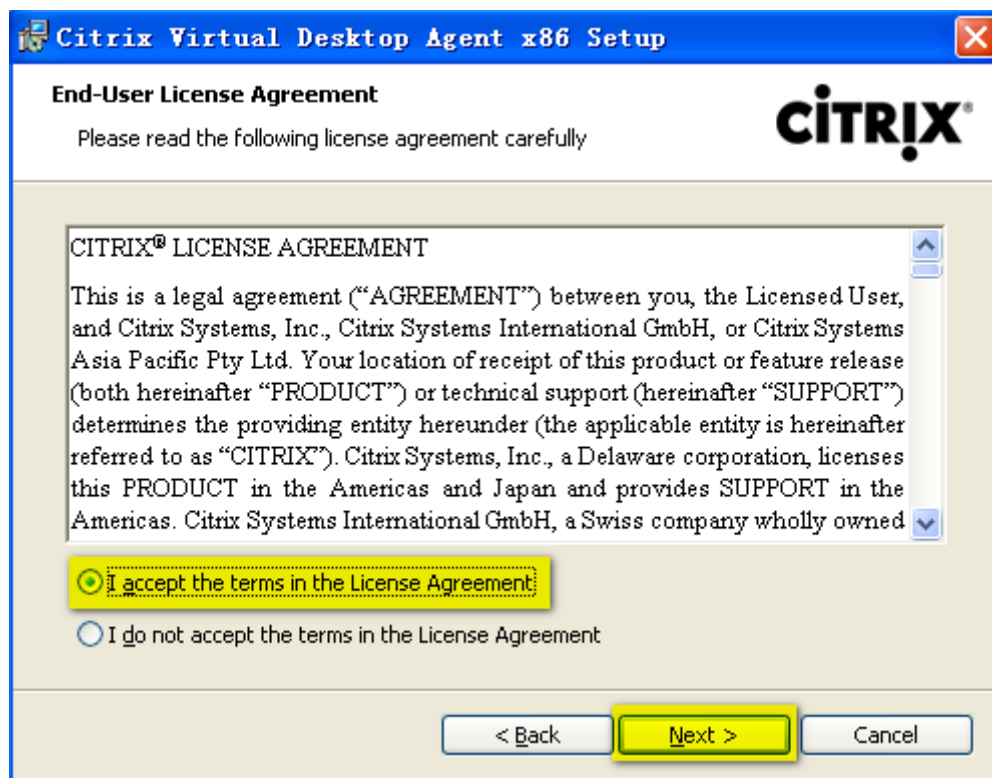 Citrix Virtual Desktop Agent x86 Setup
End-User License Agreement
Please read the following license agreement carefully
CITRIX®
CITRIX® LICENSE AGREEMENT
This is a legal agreement (“AGREEMENT”) between you, the Licensed User,
and Citrix Systems, Inc., Citrix Systems International GmbH, or Citrix Systems
Asia Pacific Pty Ltd. Your location of receipt of this product or feature release
(both hereinafter “PRODUCT”) or technical support (hereinafter “SUPPORT”)
determines the providing entity hereunder (the applicable entity is hereinafter
referred to as “CITRIX”). Citrix Systems, Inc., a Delaware corporation, licenses
this PRODUCT in the Americas and Japan and provides SUPPORT in the
Americas. Citrix Systems International GmbH, a Swiss company wholly owned
I accept the terms in the License Agreement
I do not accept the terms in the License Agreement
< Back
Next >
Cancel